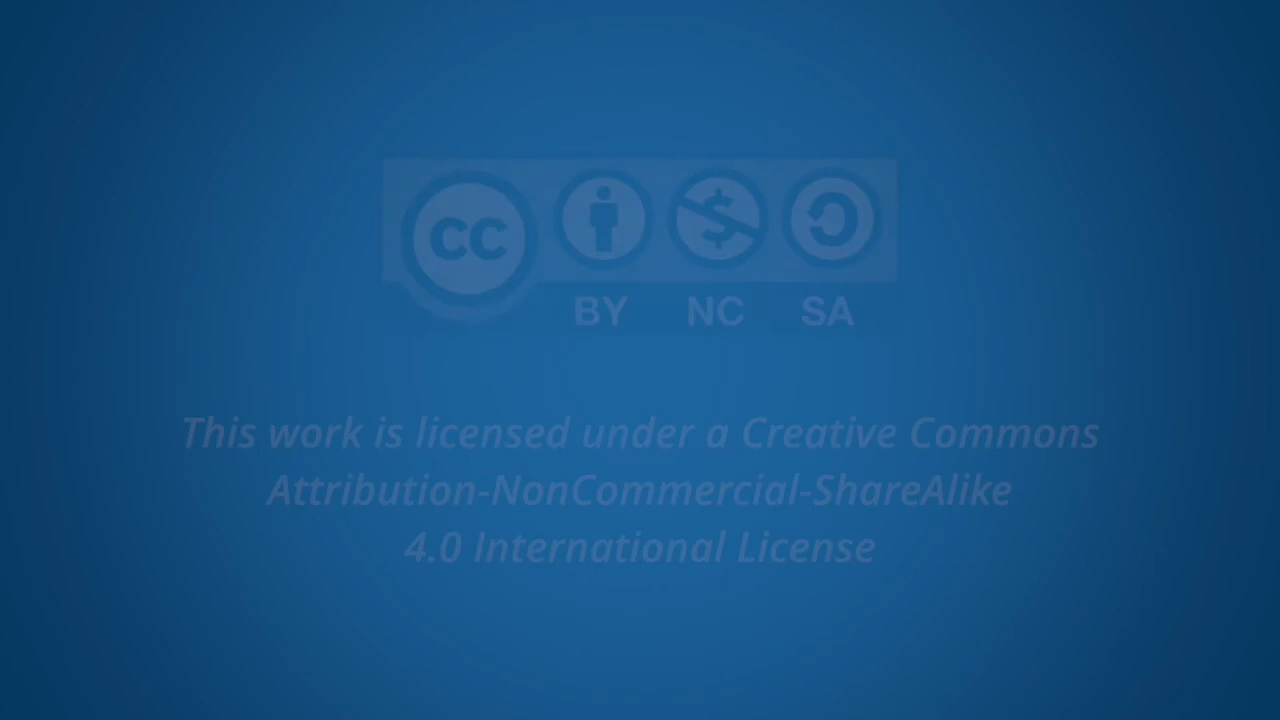 cc
BY NC SA
This work is licensed under a Creative Commons
Attribution-NonCommercial-ShareAlike
4.0 International License